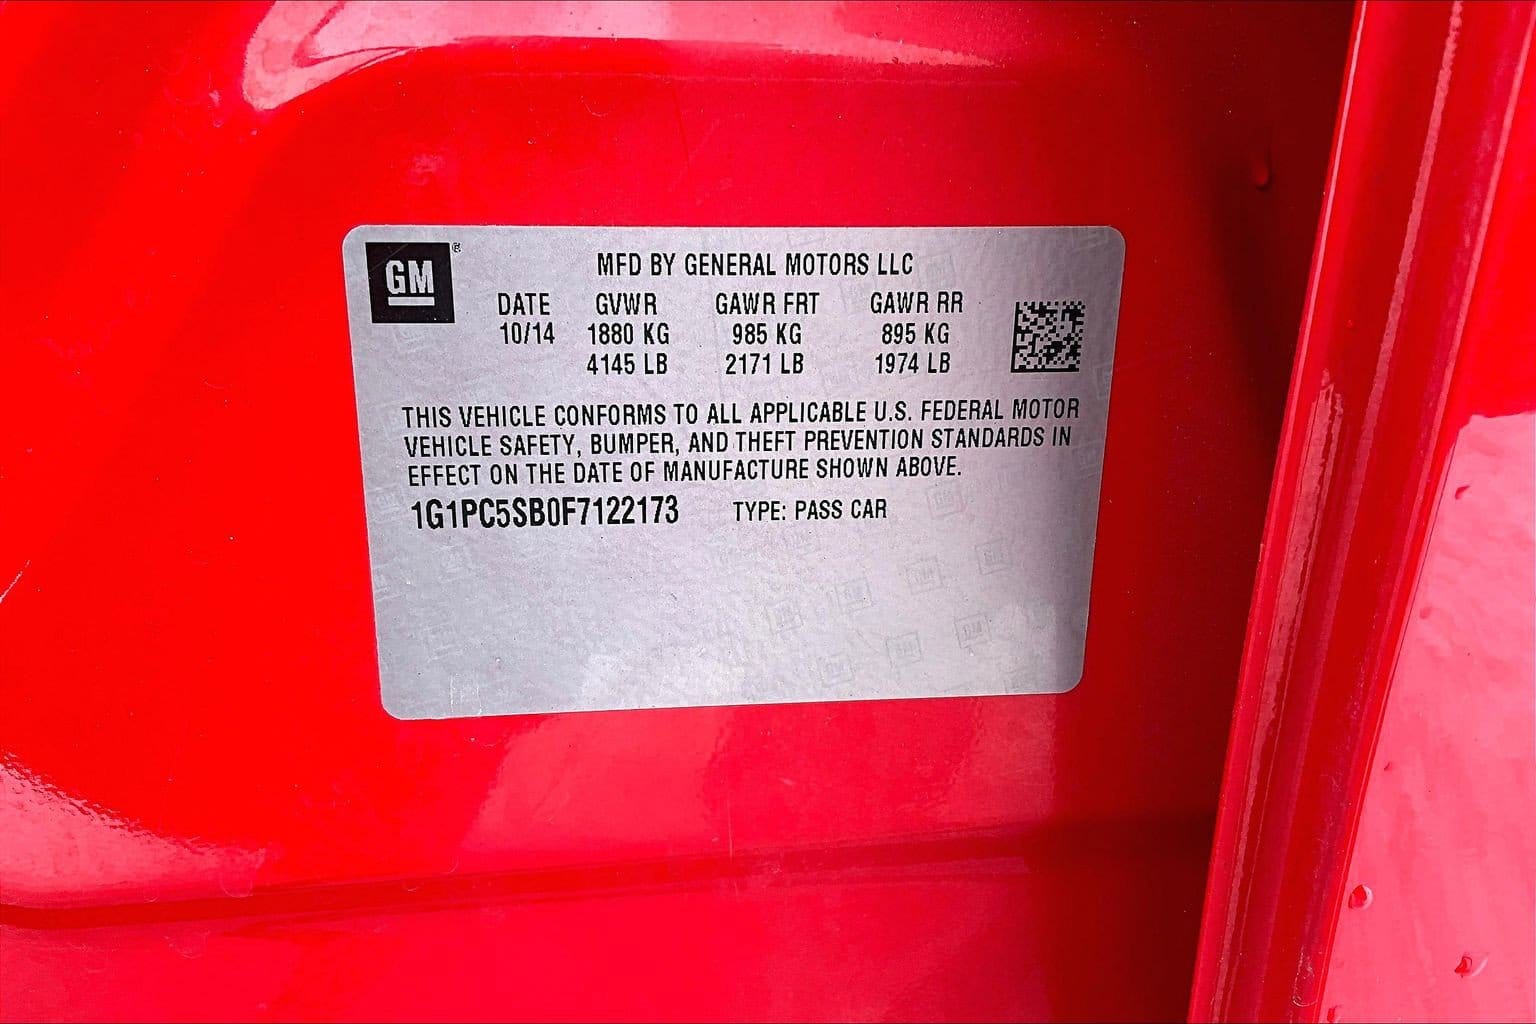 GM®
MFD BY GENERAL MOTORS LLC
DATE GVWR GAWR FRT GAWR RR
10/14 1880 KG 985 KG 895 KG
4145 LB 2171 LB 1974 LB
THIS VEHICLE CONFORMS TO ALL APPLICABLE U.S. FEDERAL MOTOR
VEHICLE SAFETY, BUMPER, AND THEFT PREVENTION STANDARDS IN
EFFECT ON THE DATE OF MANUFACTURE SHOWN ABOVE.
1G1PC5SB0F7122173 TYPE: PASS CAR